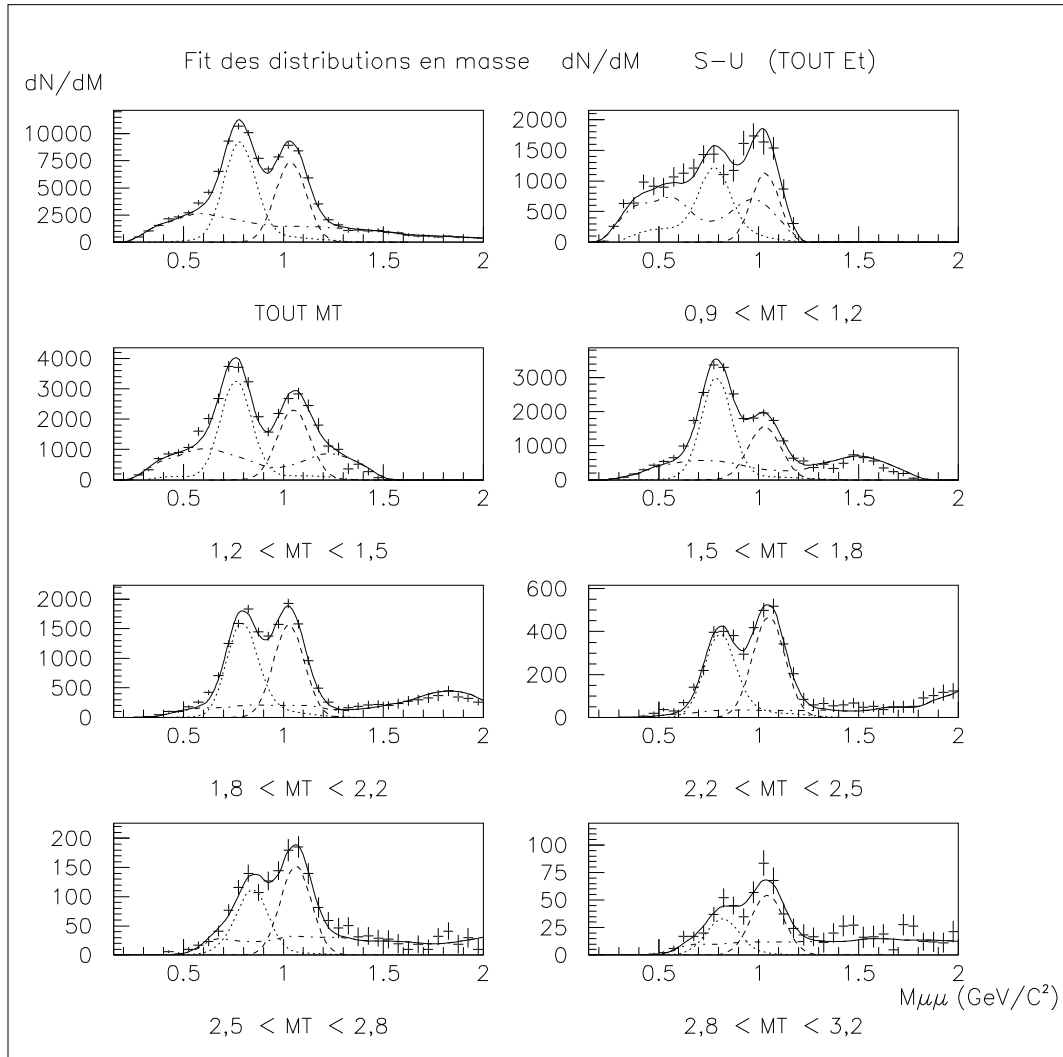 Fit des distributions en masse dN/dM S-U (TOUT Et)
dN/dM
10000
7500
5000
2500
0
0.5 1 1.5 2
TOUT MT
2000
1500
1000
500
0
0.5 1 1.5 2
0,9 < MT < 1,2
4000
3000
2000
1000
0
0.5 1 1.5 2
1,2 < MT < 1,5
3000
2000
1000
0
0.5 1 1.5 2
1,5 < MT < 1,8
2000
1500
1000
500
0
0.5 1 1.5 2
1,8 < MT < 2,2
600
400
200
0
0.5 1 1.5 2
2,2 < MT < 2,5
200
150
100
50
0
0.5 1 1.5 2
2,5 < MT < 2,8
100
75
50
25
0
0.5 1 1.5 2
Mμμ (GeV/C²)
2,8 < MT < 3,2